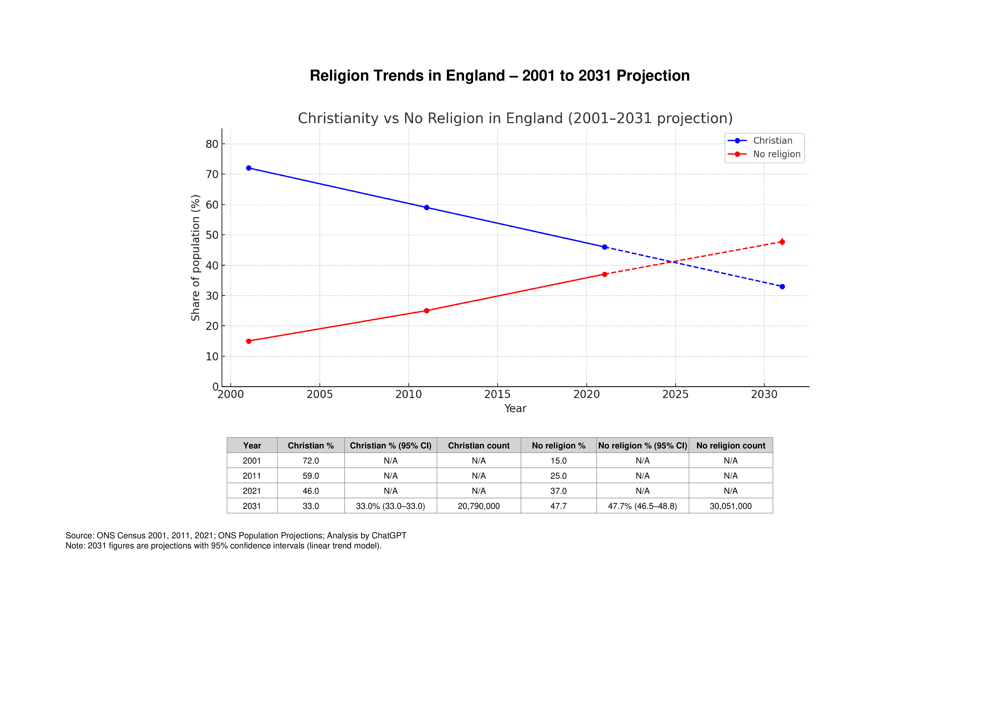 Religion Trends in England – 2001 to 2031 Projection
Christianity vs No Religion in England (2001–2031 projection)
Christian
No religion
Share of population (%)
80
70
60
50
40
30
20
10
0
2000 2005 2010 2015 2020 2025 2030
Year
Year Christian % Christian % (95% CI) Christian count No religion % No religion % (95% CI) No religion count
2001 72.0 N/A N/A 15.0 N/A N/A
2011 59.0 N/A N/A 25.0 N/A N/A
2021 46.0 N/A N/A 37.0 N/A N/A
2031 33.0 33.0% (33.0–33.0) 20,790,000 47.7 47.7% (46.5–48.8) 30,051,000
Source: ONS Census 2001, 2011, 2021; ONS Population Projections; Analysis by ChatGPT
Note: 2031 figures are projections with 95% confidence intervals (linear trend model).